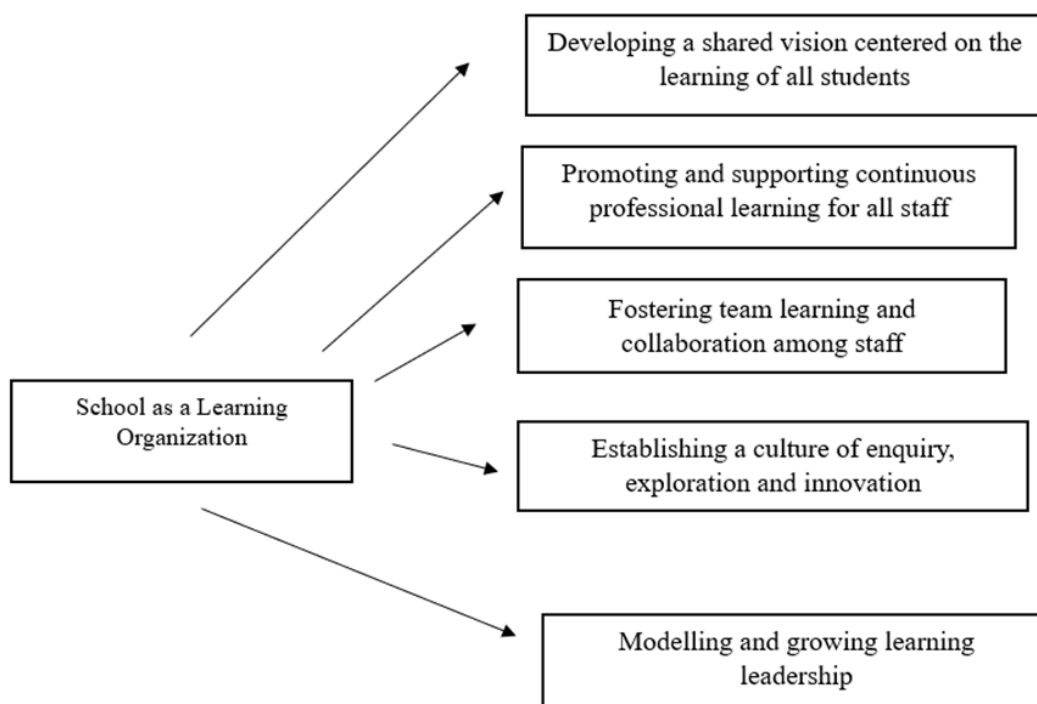 Developing a shared vision centered on the
learning of all students
Promoting and supporting continuous
professional learning for all staff
Fostering team learning and
collaboration among staff
School as a Learning
Organization
Establishing a culture of enquiry,
exploration and innovation
Modelling and growing learning
leadership